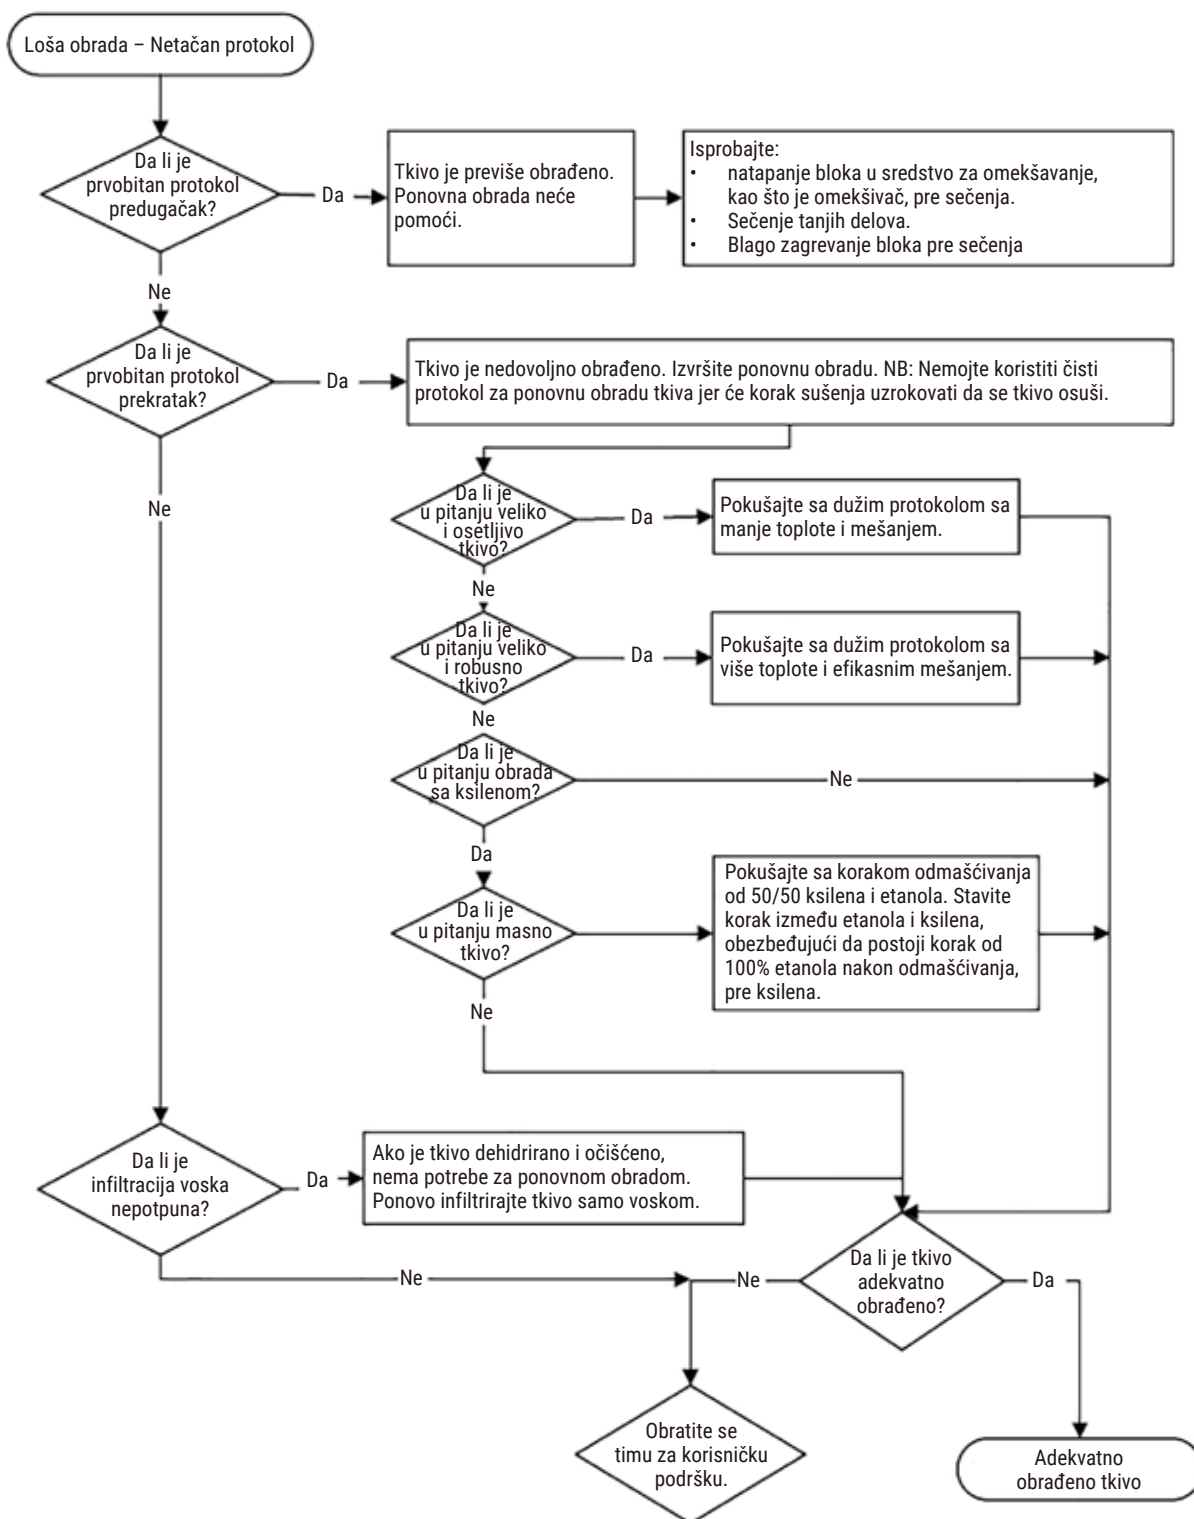 Loša obrada – Netačan protokol
Da li je
prvobitan protokol
predugačak?
Da
Tkivo je previše obrađeno.
Ponovna obrada neće
pomoći.
Isprobajte:
• natapanje bloka u sredstvo za omekšavanje,
kao što je omekšivač, pre sečenja.
• Sečenje tanjih delova.
• Blago zagrevanje bloka pre sečenja
Ne
Da li je
prvobitan protokol
prekratak?
Da
Tkivo je nedovoljno obrađeno. Izvršite ponovnu obradu. NB: Nemojte koristiti čisti
protokol za ponovnu obradu tkiva jer će korak sušenja uzrokovati da se tkivo osuši.
Ne
Da li je
u pitanju veliko
i osetljivo
tkivo?
Da
Pokušajte sa dužim protokolom sa
manje toplote i mešanjem.
Ne
Da li je
u pitanju veliko
i robusno
tkivo?
Da
Pokušajte sa dužim protokolom sa
više toplote i efikasnim mešanjem.
Ne
Da li je
u pitanju obrada
sa ksilenom?
Ne
Da
Da li je
u pitanju masno
tkivo?
Pokušajte sa korakom odmašćivanja
od 50/50 ksilena i etanola. Stavite
korak između etanola i ksilena,
obezbeđujući da postoji korak od
100% etanola nakon odmašćivanja,
pre ksilena.
Ne
Da li je
infiltracija voska
nepotpuna?
Da
Ako je tkivo dehidrirano i očišćeno,
nema potrebe za ponovnom obradom.
Ponovo infiltrirajte tkivo samo voskom.
Ne
Da li je tkivo
adekvatno
obrađeno?
Ne
Da
Obratite se
timu za korisničku
podršku.
Adekvatno
obrađeno tkivo